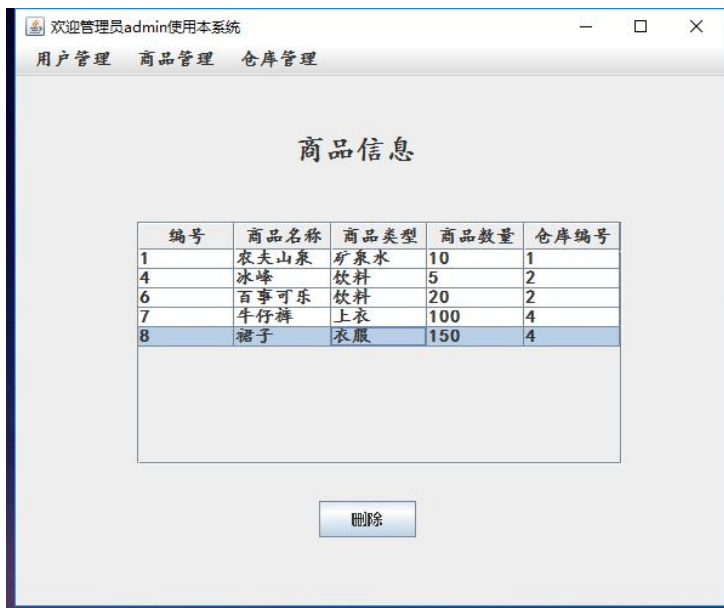 欢迎管理员admin使用本系统
用户管理 商品管理 仓库管理
商品信息
编号 商品名称 商品类型 商品数量 仓库编号
1 农夫山泉 矿泉水 10 1
4 冰峰 饮料 5 2
6 百事可乐 饮料 20 2
7 牛仔裤 上衣 100 4
8 裙子 衣服 150 4
删除